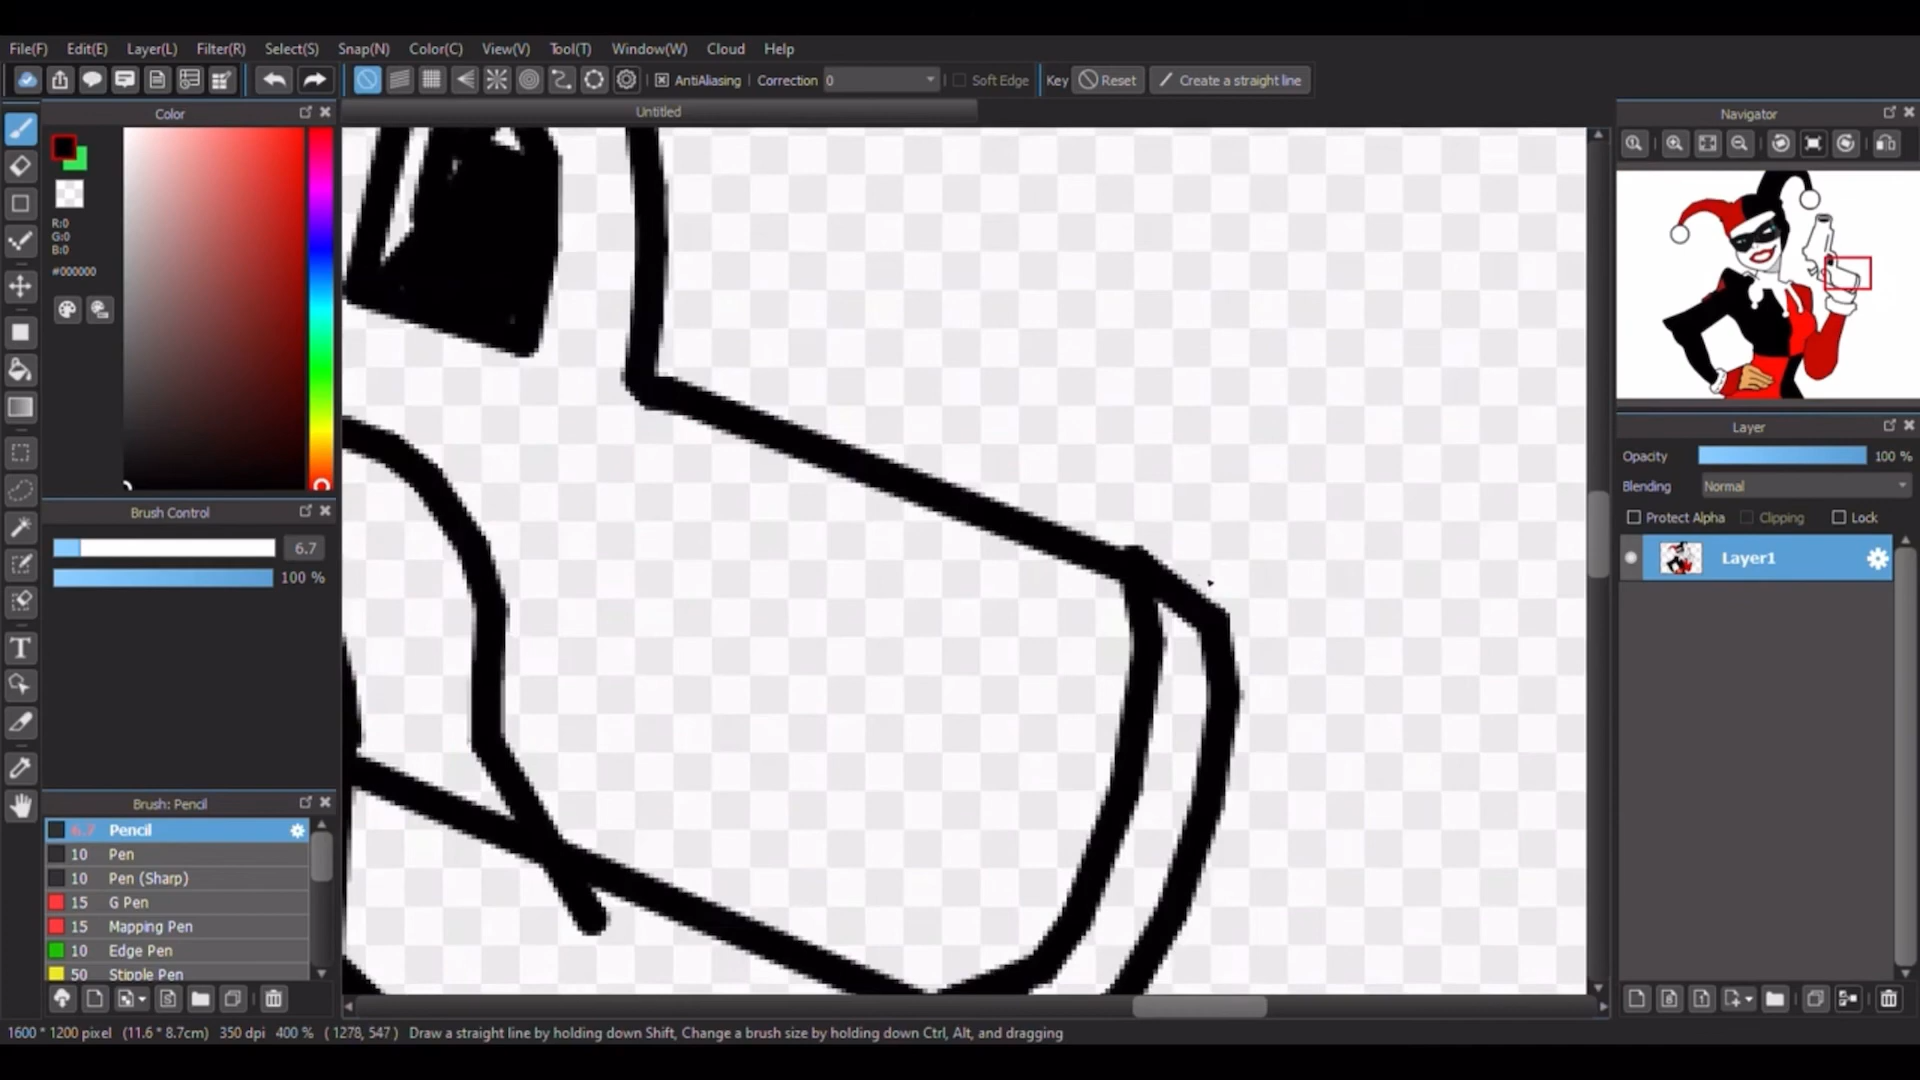 File(F) Edit(E) Layer(L) Filter(R) Select(S) Snap(N) Color(C) View(V) Tool(T) Window(W) Cloud Help
AntiAliasing Correction 0 Soft Edge Key Reset Create a straight line
Color
Untitled
Navigator
R:0
G:0
B:0
#000000
Brush Control
6.7
100 %
Brush: Pencil
6.7 Pencil
10 Pen
10 Pen (Sharp)
15 G Pen
15 Mapping Pen
10 Edge Pen
50 Stipple Pen
Layer
Opacity 100 %
Blending Normal
Protect Alpha Clipping Lock
Layer1
1600 * 1200 pixel (11.6 * 8.7cm) 350 dpi 400 % ( 1278, 547 ) Draw a straight line by holding down Shift, Change a brush size by holding down Ctrl, Alt, and dragging